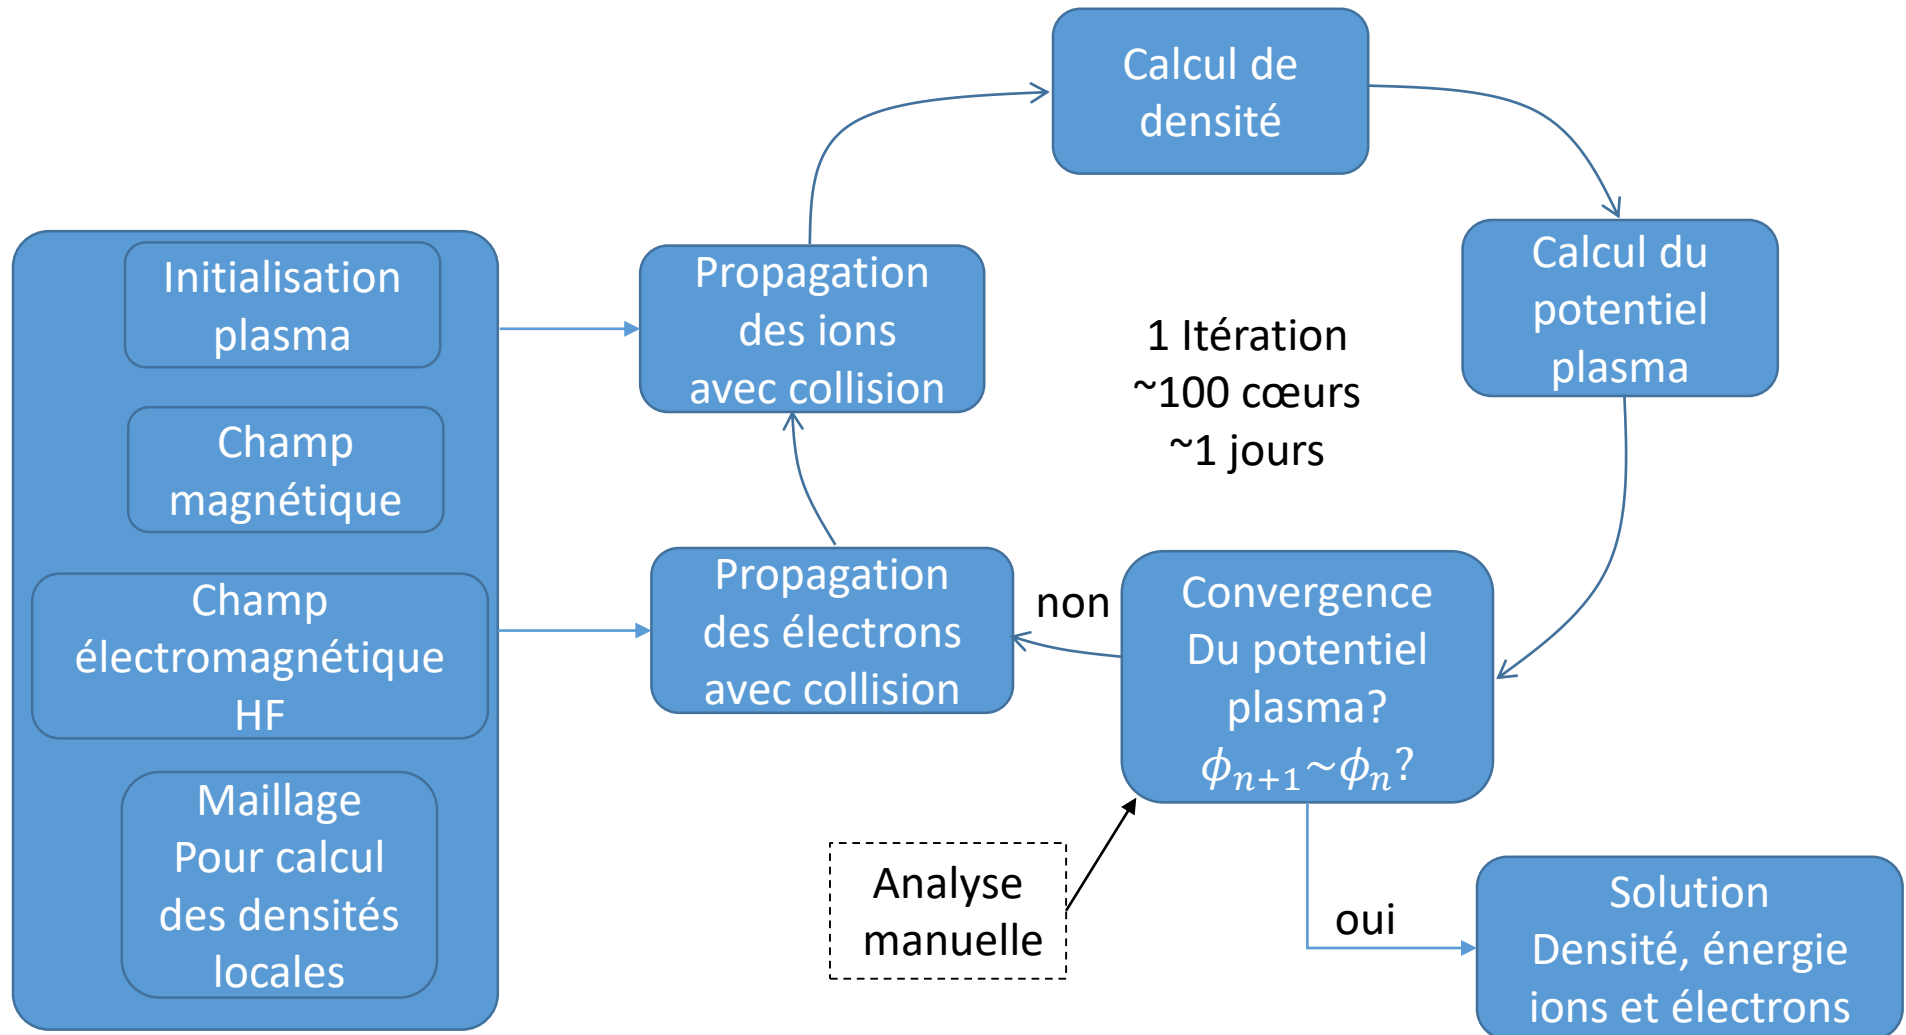 Initialisation
plasma
Champ
magnétique
Champ
électromagnétique
HF
Maillage
Pour calcul
des densités
locales
Propagation
des ions
avec collision
Propagation
des électrons
avec collision
Calcul de
densité
Calcul du
potentiel
plasma
1 Itération
~100 cœurs
~1 jours
non
Convergence
Du potentiel
plasma?
𝜙ₙ₊₁~𝜙ₙ?
Analyse
manuelle
oui
Solution
Densité, énergie
ions et électrons